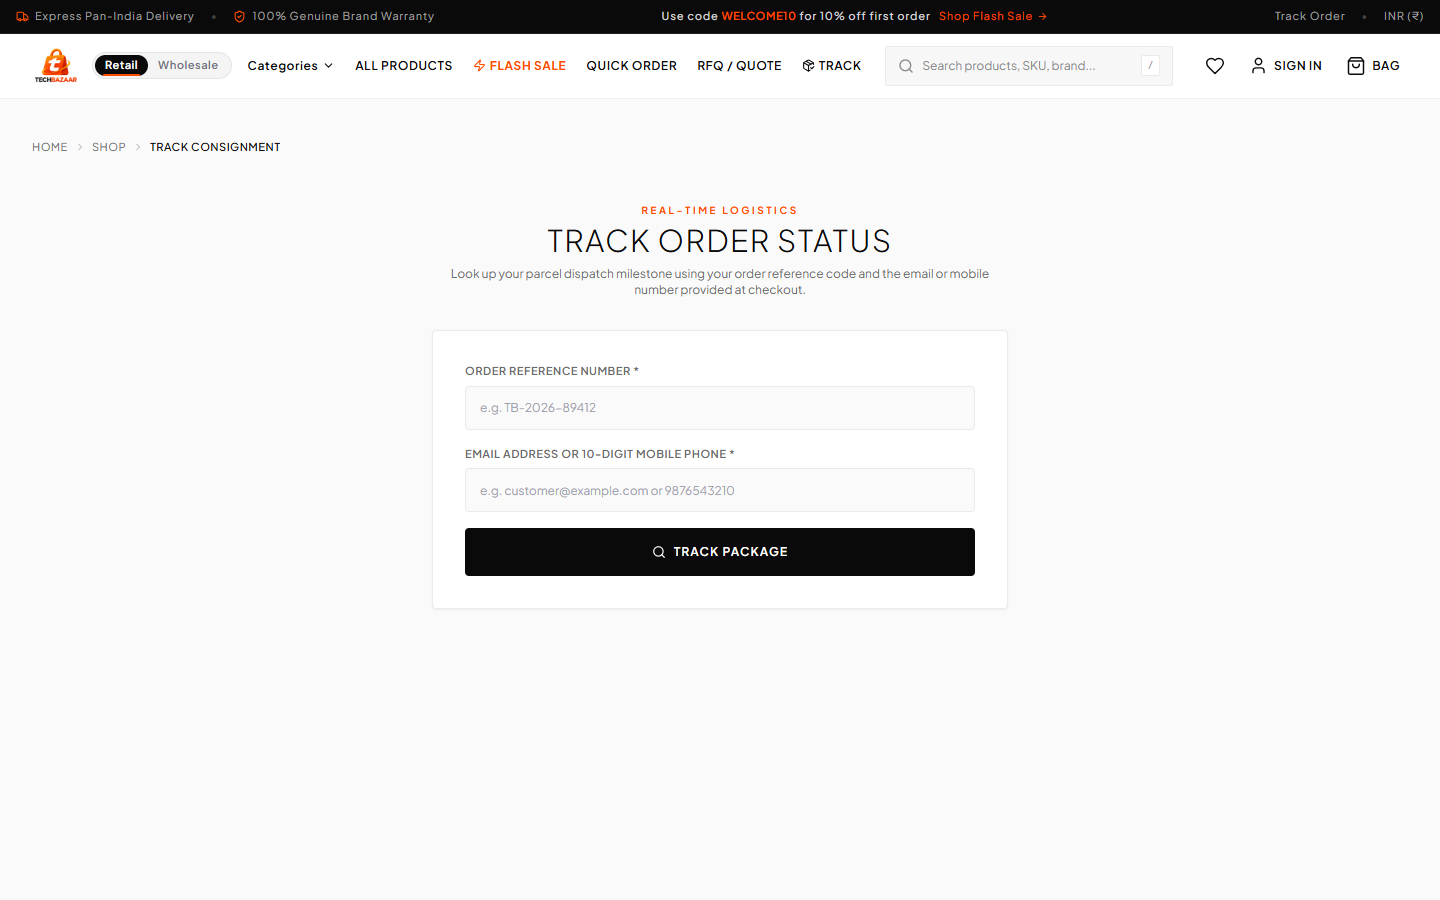 Express Pan-India Delivery • 100% Genuine Brand Warranty
Use code WELCOME10 for 10% off first order Shop Flash Sale →
Track Order • INR (₹)
TECHBAZAAR
Retail Wholesale
Categories
ALL PRODUCTS
FLASH SALE
QUICK ORDER
RFQ / QUOTE
TRACK
Search products, SKU, brand... /
SIGN IN
BAG
HOME > SHOP > TRACK CONSIGNMENT
REAL-TIME LOGISTICS
TRACK ORDER STATUS
Look up your parcel dispatch milestone using your order reference code and the email or mobile
number provided at checkout.
ORDER REFERENCE NUMBER *
e.g. TB-2026-89412
EMAIL ADDRESS OR 10-DIGIT MOBILE PHONE *
e.g. customer@example.com or 9876543210
TRACK PACKAGE